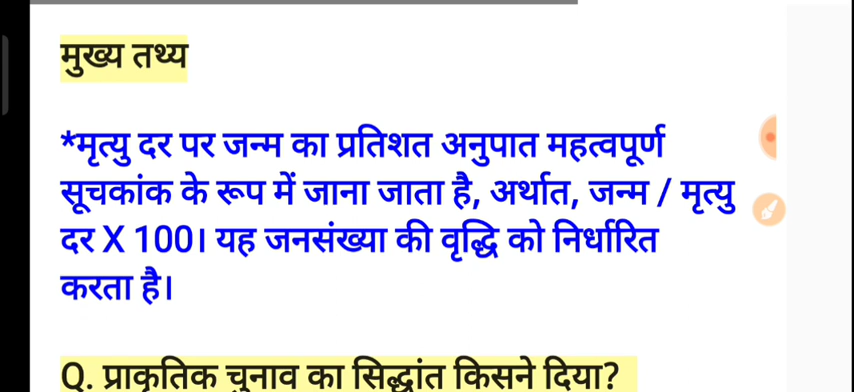 मुख्य तथ्य
*मृत्यु दर पर जन्म का प्रतिशत अनुपात महत्वपूर्ण
सूचकांक के रूप में जाना जाता है, अर्थात, जन्म / मृत्यु
दर X 100। यह जनसंख्या की वृद्धि को निर्धारित
करता है।
Q. प्राकृतिक चुनाव का सिद्धांत किसने दिया?